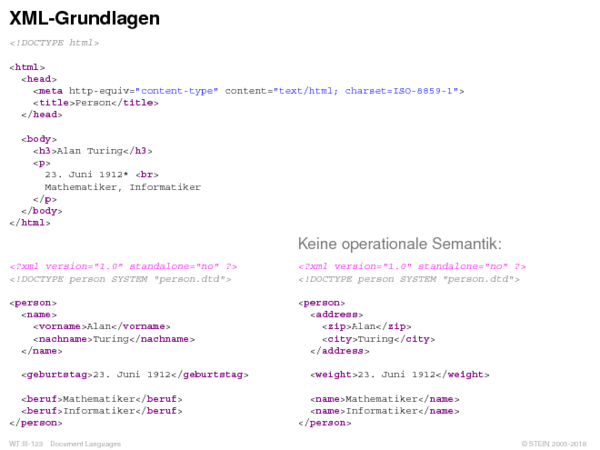 XML-Grundlagen
<!DOCTYPE html>
<html>
<head>
<meta http-equiv="content-type" content="text/html; charset=ISO-8859-1">
<title>Person</title>
</head>
<body>
<h3>Alan Turing</h3>
<p>
23. Juni 1912* <br>
Mathematiker, Informatiker
</p>
</body>
</html>
<?xml version="1.0" standalone="no" ?>
<!DOCTYPE person SYSTEM "person.dtd">
<person>
<name>
<vorname>Alan</vorname>
<nachname>Turing</nachname>
</name>
<geburtstag>23. Juni 1912</geburtstag>
<beruf>Mathematiker</beruf>
<beruf>Informatiker</beruf>
</person>
Keine operationale Semantik:
<?xml version="1.0" standalone="no" ?>
<!DOCTYPE person SYSTEM "person.dtd">
<person>
<address>
<zip>Alan</zip>
<city>Turing</city>
</address>
<weight>23. Juni 1912</weight>
<name>Mathematiker</name>
<name>Informatiker</name>
</person>
WT:III-123 Document Languages
© STEIN 2005-2018